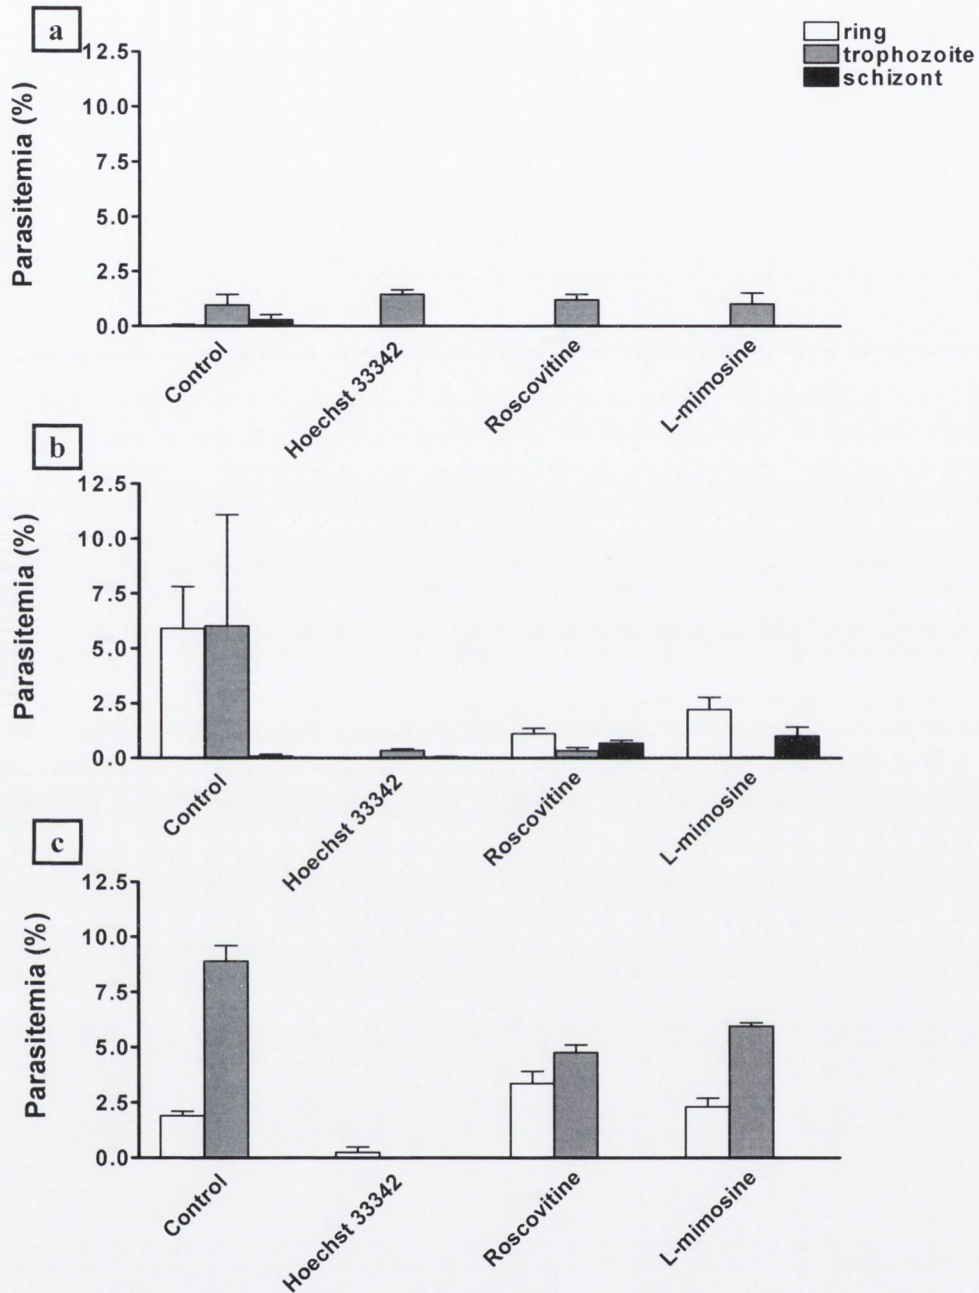 a
ring
trophozoite
schizont
Parasitemia (%)
12.5
10.0
7.5
5.0
2.5
0.0
Control
Hoechst 33342
Roscovitine
L-mimosine
b
Parasitemia (%)
12.5
10.0
7.5
5.0
2.5
0.0
Control
Hoechst 33342
Roscovitine
L-mimosine
c
Parasitemia (%)
12.5
10.0
7.5
5.0
2.5
0.0
Control
Hoechst 33342
Roscovitine
L-mimosine